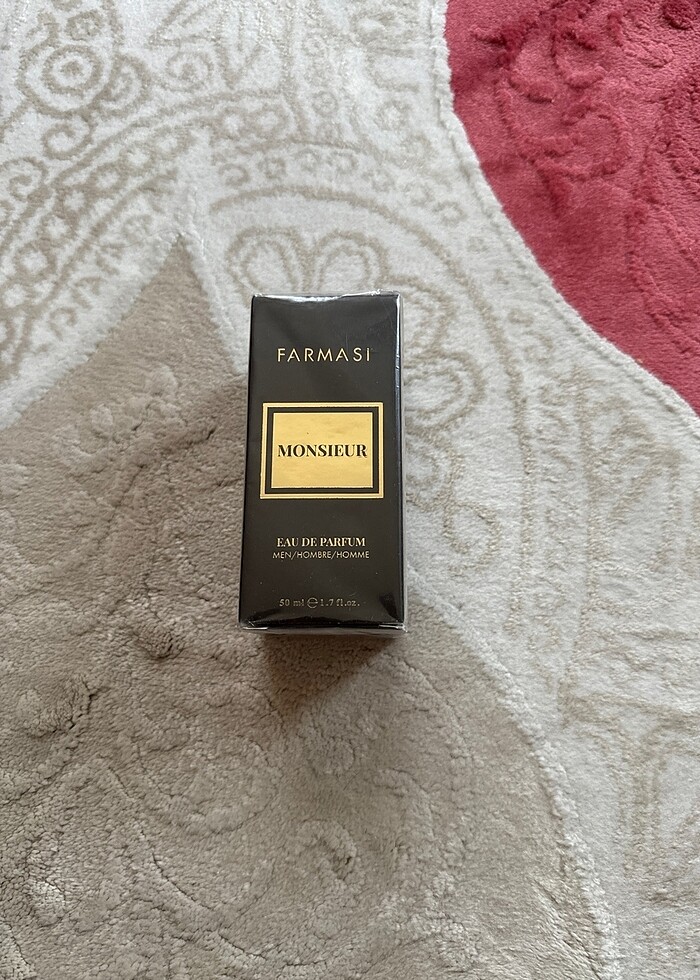 FARMASI
MONSIEUR
EAU DE PARFUM
MEN/HOMBRE/HOMME
50 ml ℮ 1.7 fl.oz.